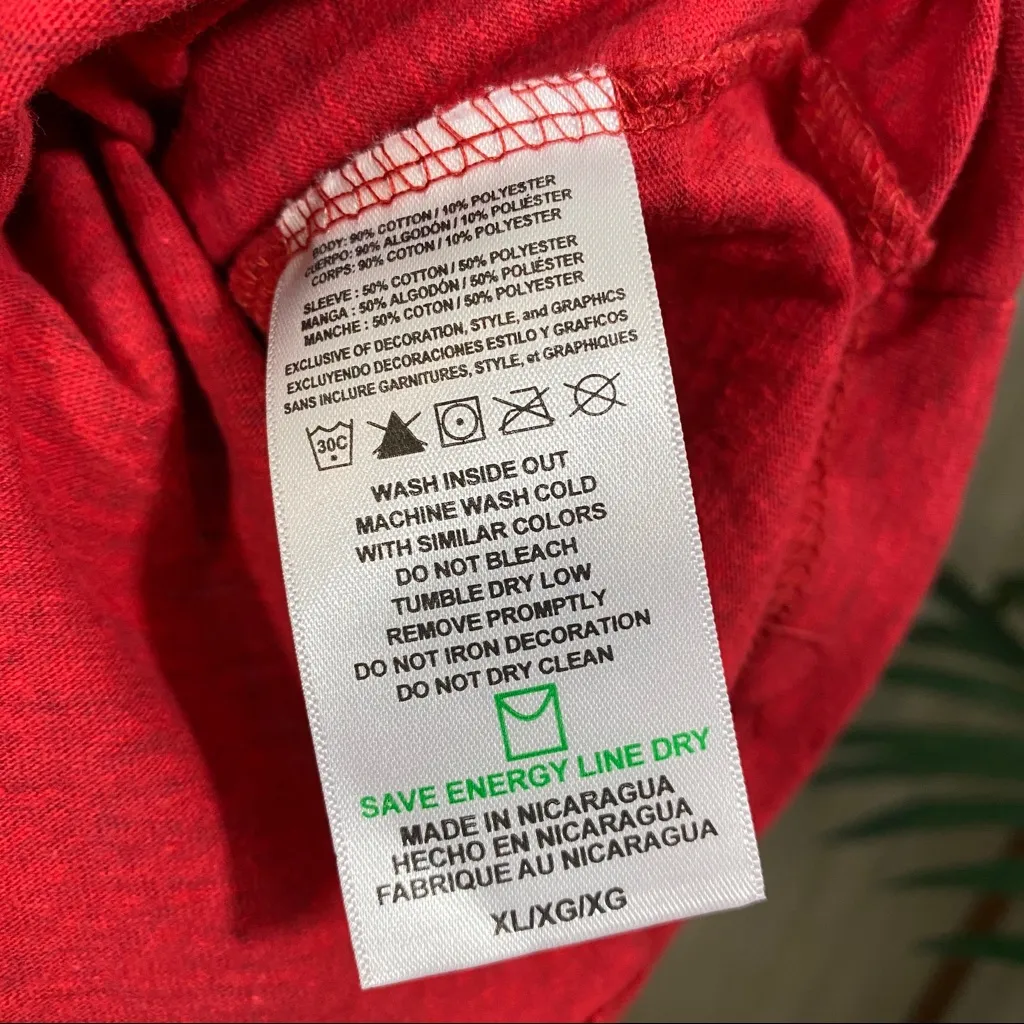 BODY: 90% COTTON / 10% POLYESTER
CUERPO: 90% ALGODÓN / 10% POLIÉSTER
CORPS: 90% COTON / 10% POLYESTER
SLEEVE : 50% COTTON / 50% POLYESTER
MANGA : 50% ALGODÓN / 50% POLIÉSTER
MANCHE : 50% COTON / 50% POLYESTER
EXCLUSIVE OF DECORATION, STYLE, and GRAPHICS
EXCLUYENDO DECORACIONES ESTILO Y GRAFICOS
SANS INCLURE GARNITURES, STYLE, et GRAPHIQUES
30C
WASH INSIDE OUT
MACHINE WASH COLD
WITH SIMILAR COLORS
DO NOT BLEACH
TUMBLE DRY LOW
REMOVE PROMPTLY
DO NOT IRON DECORATION
DO NOT DRY CLEAN
SAVE ENERGY LINE DRY
MADE IN NICARAGUA
HECHO EN NICARAGUA
FABRIQUE AU NICARAGUA
XL/XG/XG